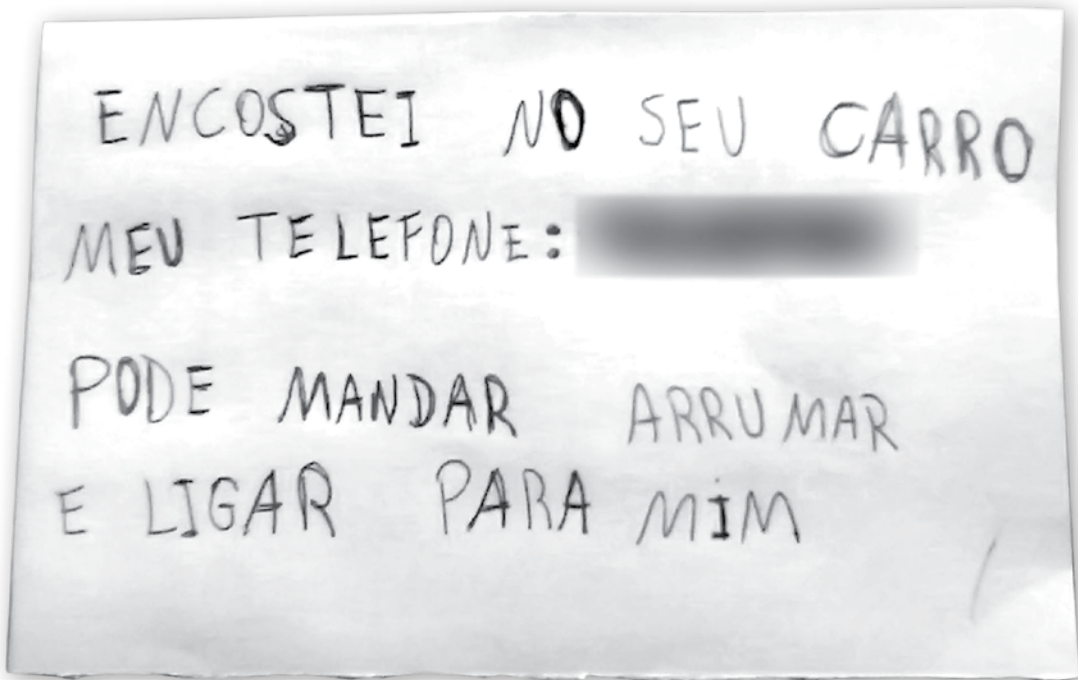 ENCOSTEI NO SEU CARRO
MEU TELEFONE:
PODE MANDAR ARRUMAR
E LIGAR PARA MIM